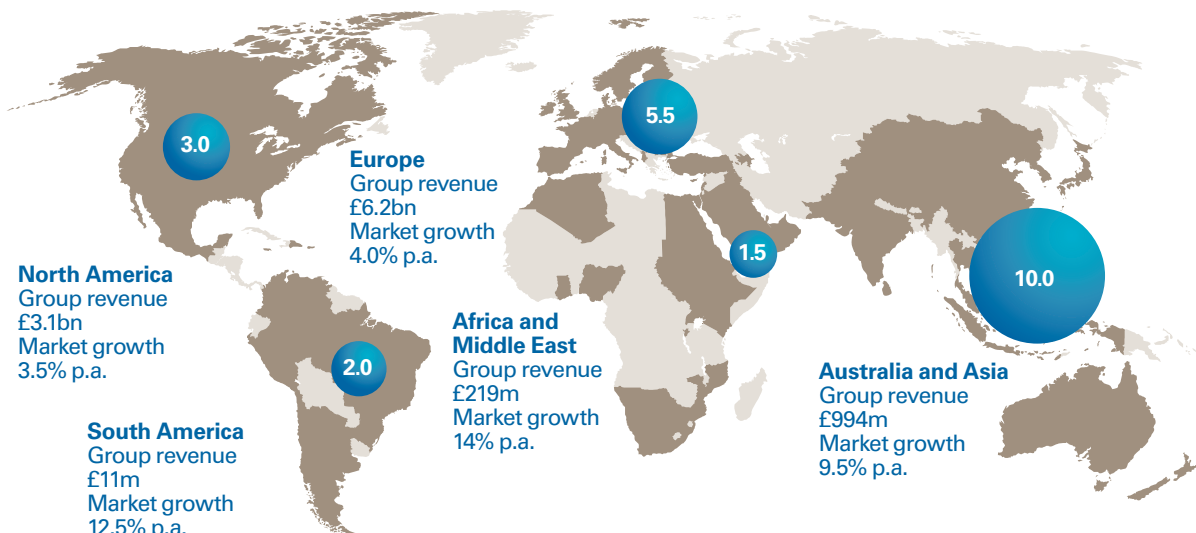 3.0
5.5
1.5
10.0
2.0
Europe
Group revenue
£6.2bn
Market growth
4.0% p.a.
North America
Group revenue
£3.1bn
Market growth
3.5% p.a.
Africa and
Middle East
Group revenue
£219m
Market growth
14% p.a.
Australia and Asia
Group revenue
£994m
Market growth
9.5% p.a.
South America
Group revenue
£11m
Market growth
12.5% p.a.